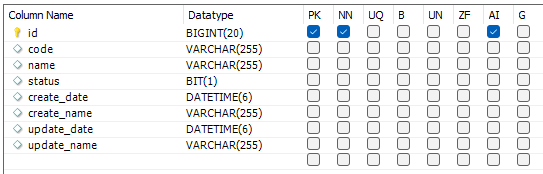 Column Name Datatype PK NN UQ B UN ZF AI G
id BIGINT(20)
code VARCHAR(255)
name VARCHAR(255)
status BIT(1)
create_date DATETIME(6)
create_name VARCHAR(255)
update_date DATETIME(6)
update_name VARCHAR(255)